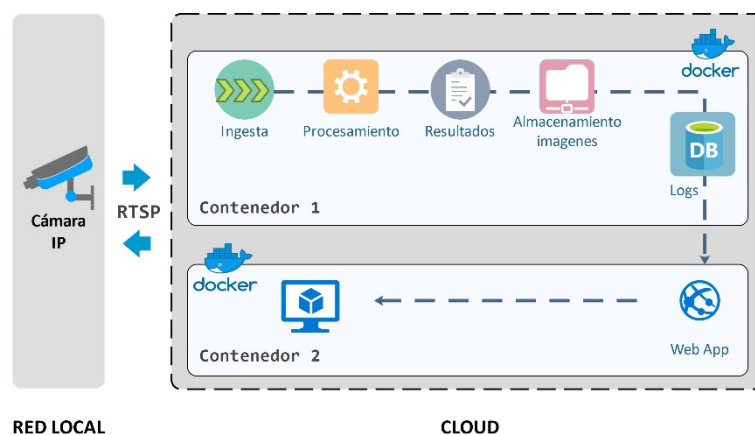 docker
Ingesta
Procesamiento
Resultados
Almacenamiento
imagenes
DB
Logs
Contenedor 1
Cámara
IP
RTSP
docker
Contenedor 2
Web App
RED LOCAL
CLOUD